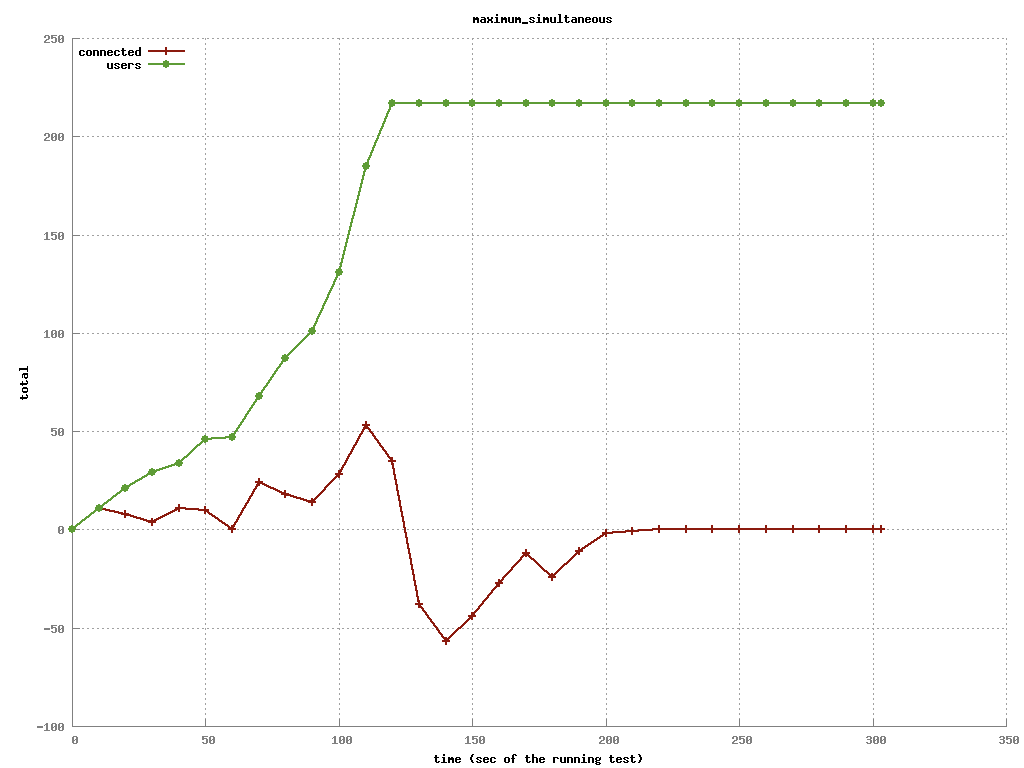 maximum_simultaneous
connected
users
250
200
150
100
50
0
-50
-100
total
0 50 100 150 200 250 300 350
time (sec of the running test)